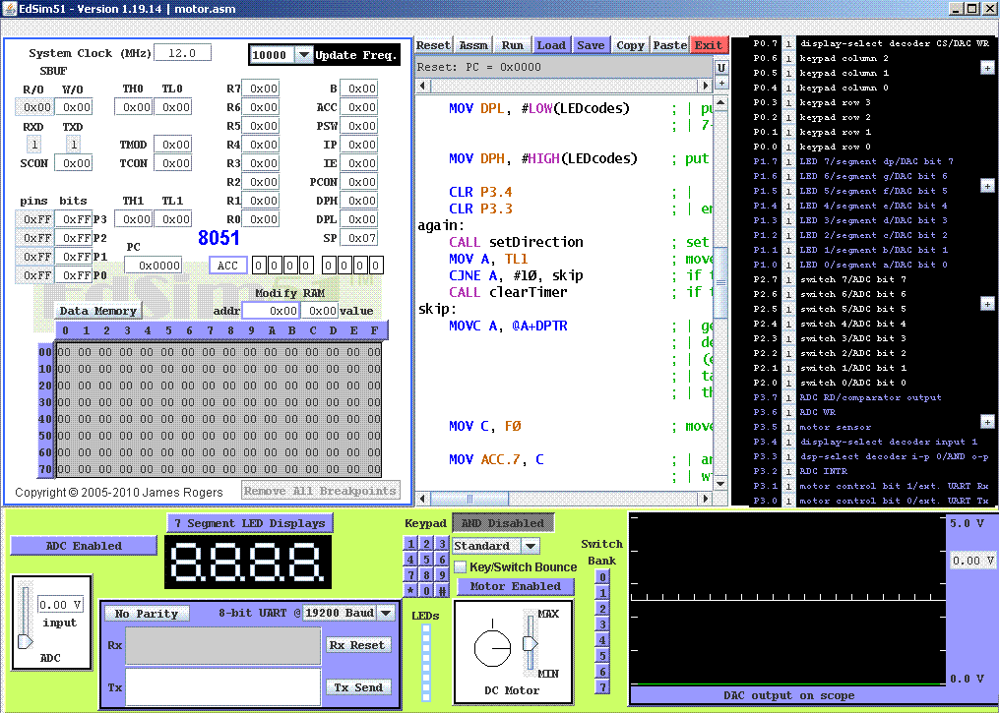 EdSim51 - Version 1.19.14 | motor.asm
System Clock (MHz) 12.0
10000 Update Freq.
SBUF
R/O W/O TH0 TL0
0x00 0x00 0x00 0x00
RXD TXD
1 1
TMOD 0x00
SCON 0x00 TCON 0x00
pins bits TH1 TL1
0xFF 0xFF P3 0x00 0x00
0xFF 0xFF P2
0xFF 0xFF P1
0xFF 0xFF P0
PC
0x0000
8051
R7 0x00 B 0x00
R6 0x00 ACC 0x00
R5 0x00 PSW 0x00
R4 0x00 IP 0x00
R3 0x00 IE 0x00
R2 0x00 PCON 0x00
R1 0x00 DPH 0x00
R0 0x00 DPL 0x00
SP 0x07
ACC 0 0 0 0 0 0 0 0
EdSim51™
Modify RAM
Data Memory addr 0x00 0x00 value
0 1 2 3 4 5 6 7 8 9 A B C D E F
00 00 00 00 00 00 00 00 00 00 00 00 00 00 00 00 00
10 00 00 00 00 00 00 00 00 00 00 00 00 00 00 00 00
20 00 00 00 00 00 00 00 00 00 00 00 00 00 00 00 00
30 00 00 00 00 00 00 00 00 00 00 00 00 00 00 00 00
40 00 00 00 00 00 00 00 00 00 00 00 00 00 00 00 00
50 00 00 00 00 00 00 00 00 00 00 00 00 00 00 00 00
60 00 00 00 00 00 00 00 00 00 00 00 00 00 00 00 00
70 00 00 00 00 00 00 00 00 00 00 00 00 00 00 00 00
Copyright © 2005-2010 James Rogers Remove All Breakpoints
Reset Assm Run Load Save Copy Paste Exit
Reset: PC = 0x0000 U
+
MOV DPL, #LOW(LEDcodes) ; | pu
; | 7-
MOV DPH, #HIGH(LEDcodes) ; put
CLR P3.4 ; |
CLR P3.3 ; | en
again:
CALL setDirection ; set
MOV A, TL1 ; move
CJNE A, #10, skip ; if t
CALL clearTimer ; if t
skip:
MOVC A, @A+DPTR ; | ge
; | de
; | (e
; | ta
; | th
MOV C, F0 ; move
MOV ACC.7, C ; | an
; | w
P0.7 1 display-select decoder CS/DAC WR
P0.6 1 keypad column 2
P0.5 1 keypad column 1
P0.4 1 keypad column 0
P0.3 1 keypad row 3
P0.2 1 keypad row 2
P0.1 1 keypad row 1
P0.0 1 keypad row 0
P1.7 1 LED 7/segment dp/DAC bit 7
P1.6 1 LED 6/segment g/DAC bit 6
P1.5 1 LED 5/segment f/DAC bit 5
P1.4 1 LED 4/segment e/DAC bit 4
P1.3 1 LED 3/segment d/DAC bit 3
P1.2 1 LED 2/segment c/DAC bit 2
P1.1 1 LED 1/segment b/DAC bit 1
P1.0 1 LED 0/segment a/DAC bit 0
P2.7 1 switch 7/ADC bit 7
P2.6 1 switch 6/ADC bit 6
P2.5 1 switch 5/ADC bit 5
P2.4 1 switch 4/ADC bit 4
P2.3 1 switch 3/ADC bit 3
P2.2 1 switch 2/ADC bit 2
P2.1 1 switch 1/ADC bit 1
P2.0 1 switch 0/ADC bit 0
P3.7 1 ADC RD/comparator output
P3.6 1 ADC WR
P3.5 1 motor sensor
P3.4 1 display-select decoder input 1
P3.3 1 dsp-select decoder i-p 0/AND o-p
P3.2 1 ADC INTR
P3.1 1 motor control bit 1/ext. UART Rx
P3.0 1 motor control bit 0/ext. UART Tx
+
+
+
+
ADC Enabled
7 Segment LED Displays
8.8.8.8
0.00 V
input
ADC
No Parity 8-bit UART @ 19200 Baud
Rx Rx Reset
Tx Tx Send
Keypad AND Disabled
1 2 3 Standard
4 5 6
7 8 9 Key/Switch Bounce
* 0 # Motor Enabled
LEDs
MAX
MIN
DC Motor
Switch
Bank
0
1
2
3
4
5
6
7
5.0 V
0.00 V
0.0 V
DAC output on scope